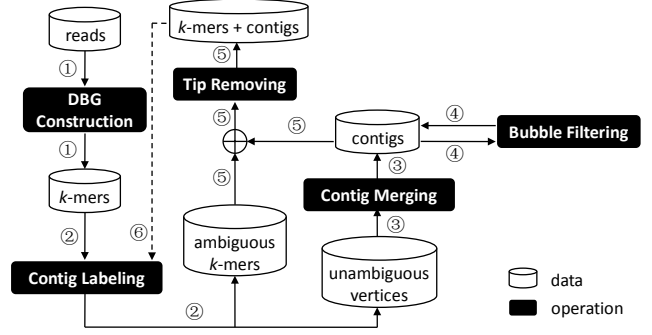 reads
①
DBG
Construction
①
k-mers
②
Contig Labeling
②
⑥
k-mers + contigs
⑤
Tip Removing
⑤
⑤
⑤
ambiguous
k-mers
contigs
④
④
Bubble Filtering
③
Contig Merging
③
unambiguous
vertices
data
operation